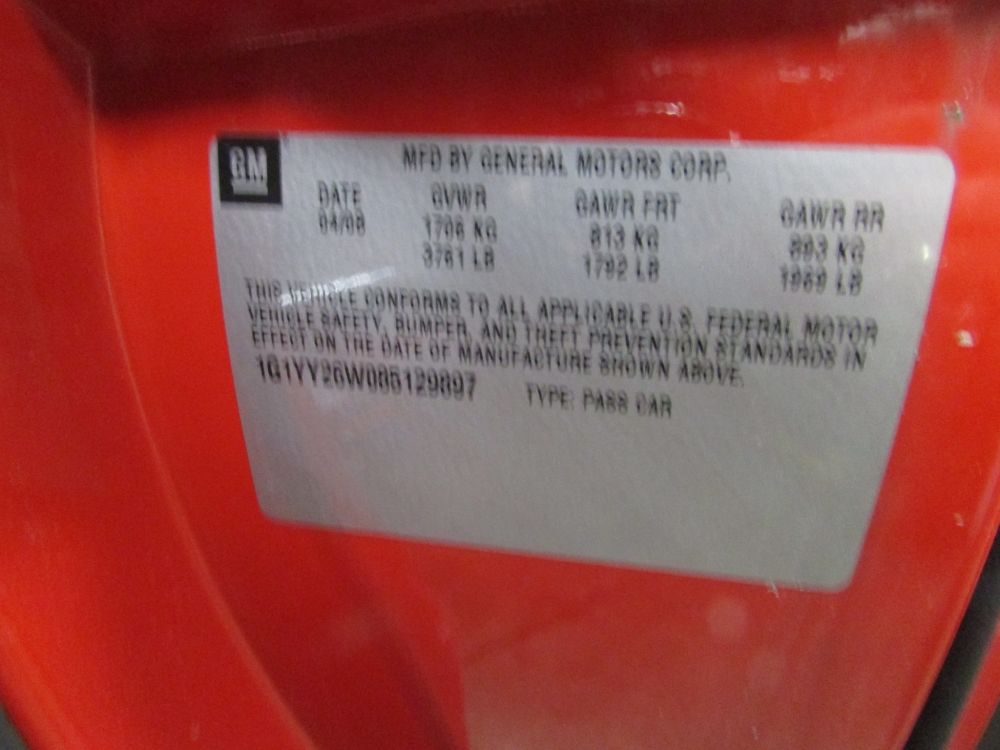 GM
MFD BY GENERAL MOTORS CORP.
DATE GVWR GAWR FRT GAWR RR
04/08 1706 KG 813 KG 893 KG
3761 LB 1792 LB 1969 LB
THIS VEHICLE CONFORMS TO ALL APPLICABLE U.S. FEDERAL MOTOR
VEHICLE SAFETY, BUMPER, AND THEFT PREVENTION STANDARDS IN
EFFECT ON THE DATE OF MANUFACTURE SHOWN ABOVE.
1G1YY26W085129897 TYPE: PASS CAR